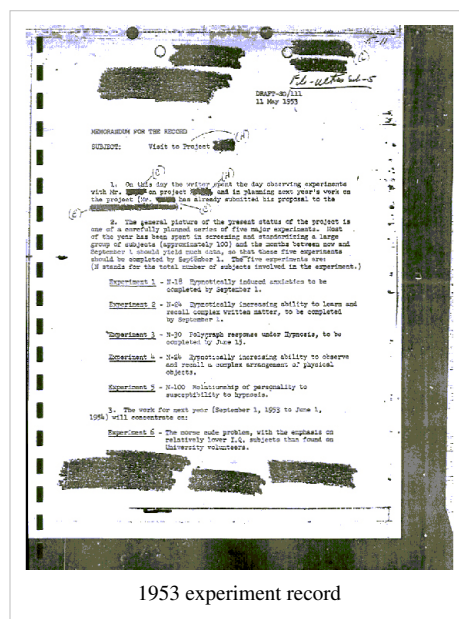 DRAFT-SG/111
11 May 1953
MEMORANDUM FOR THE RECORD
SUBJECT: Visit to Project
1. On this day the writer spent the day observing experiments
with Mr. on project and in planning next year's work on
the project (Mr. has already submitted his proposal to the
2. The general picture of the present status of the project is
one of a carefully planned series of five major experiments. Most
of the year has been spent in screening and standardizing a large
group of subjects (approximately 100) and the months between now and
September 1 should yield much data, so that these five experiments
should be completed by September 1. The five experiments are:
(N stands for the total number of subjects involved in the experiment.)
Experiment 1 - N-18 Hypnotically induced anxieties to be
completed by September 1.
Experiment 2 - N-24 Hypnotically increasing ability to learn and
recall complex written matter, to be completed
by September 1.
Experiment 3 - N-30 Polygraph response under Hypnosis, to be
completed by June 15.
Experiment 4 - N-24 Hypnotically increasing ability to observe
and recall a complex arrangement of physical
objects.
Experiment 5 - N-100 Relationship of personality to
susceptibility to hypnosis.
3. The work for next year (September 1, 1953 to June 1,
1954) will concentrate on:
Experiment 6 - The morse code problem, with the emphasis on
relatively lower I.Q. subjects than found on
University volunteers.
1953 experiment record